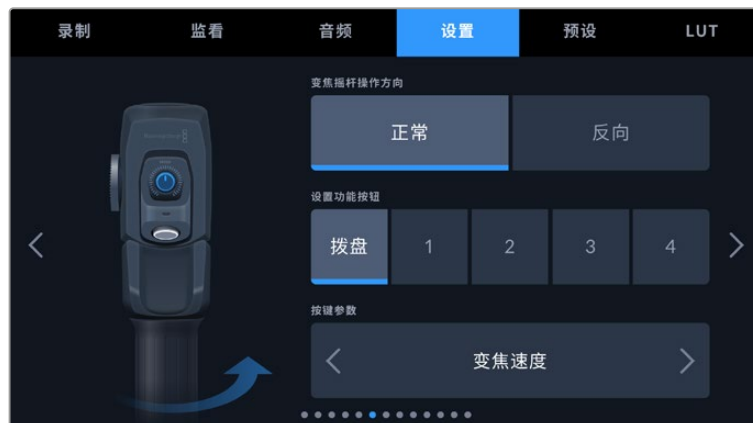 录制 监看 音频 设置 预设 LUT
变焦摇杆操作方向
正常 反向
设置功能按钮
拨盘 1 2 3 4
按键参数
变焦速度